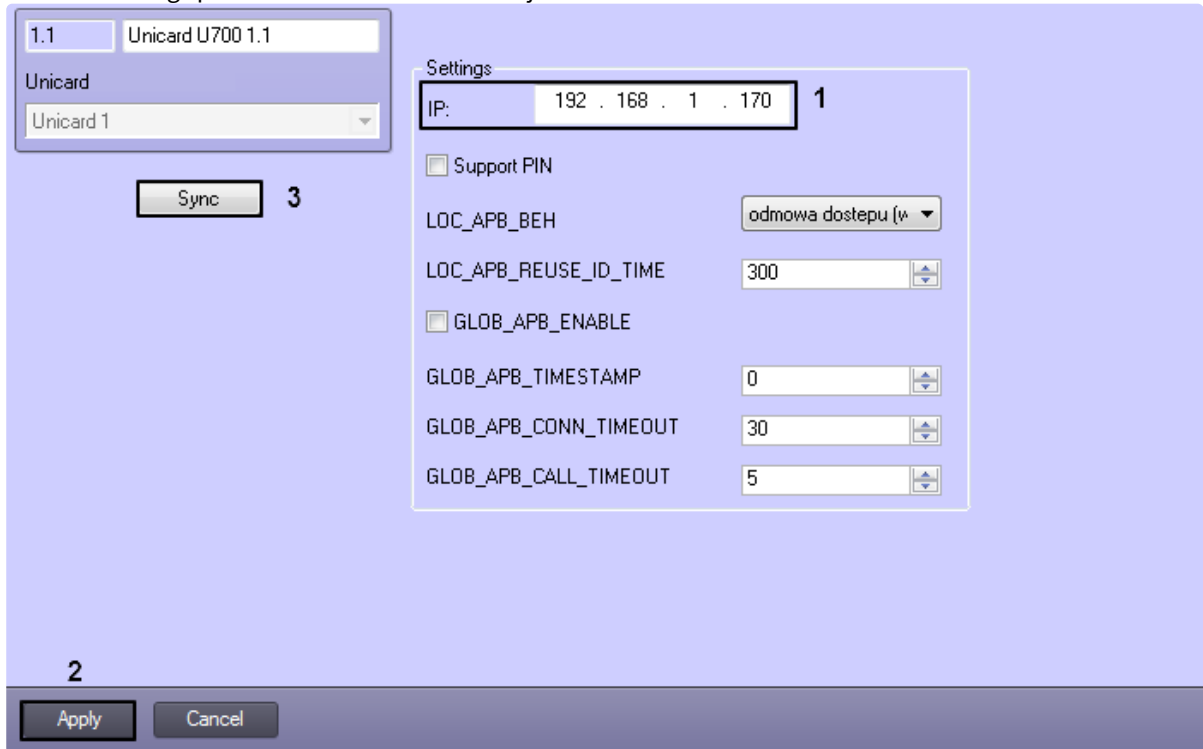 1.1 Unicard U700 1.1
Unicard
Unicard 1
Sync 3
Settings
IP: 192 . 168 . 1 . 170 1
Support PIN
LOC_APB_BEH odmowa dostepu (w
LOC_APB_REUSE_ID_TIME 300
GLOB_APB_ENABLE
GLOB_APB_TIMESTAMP 0
GLOB_APB_CONN_TIMEOUT 30
GLOB_APB_CALL_TIMEOUT 5
2
Apply Cancel